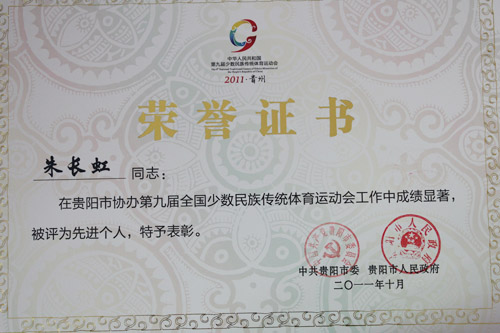 中华人民共和国
第九届少数民族传统体育运动会
2011·贵州
荣誉证书
朱长虹 同志：
在贵阳市协办第九届全国少数民族传统体育运动会工作中成绩显著，
被评为先进个人，特予表彰。
中共贵阳市委 贵阳市人民政府
二〇一一年十月